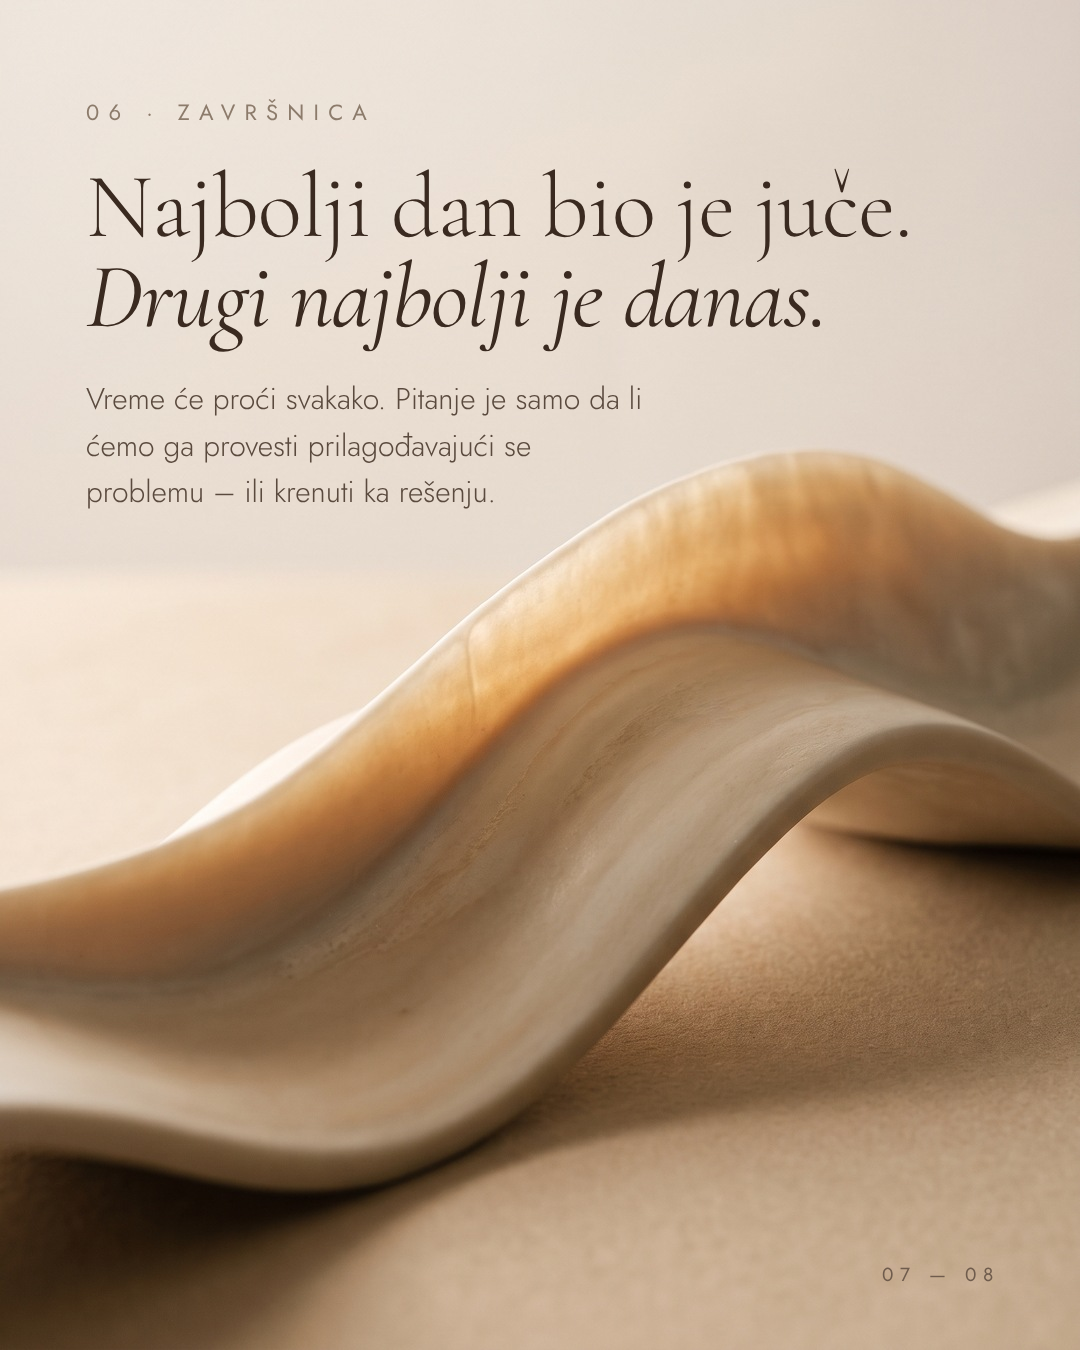 06 · ZAVRŠNICA
Najbolji dan bio je juče.
Drugi najbolji je danas.
Vreme će proći svakako. Pitanje je samo da li
ćemo ga provesti prilagođavajući se
problemu – ili krenuti ka rešenju.
07 — 08